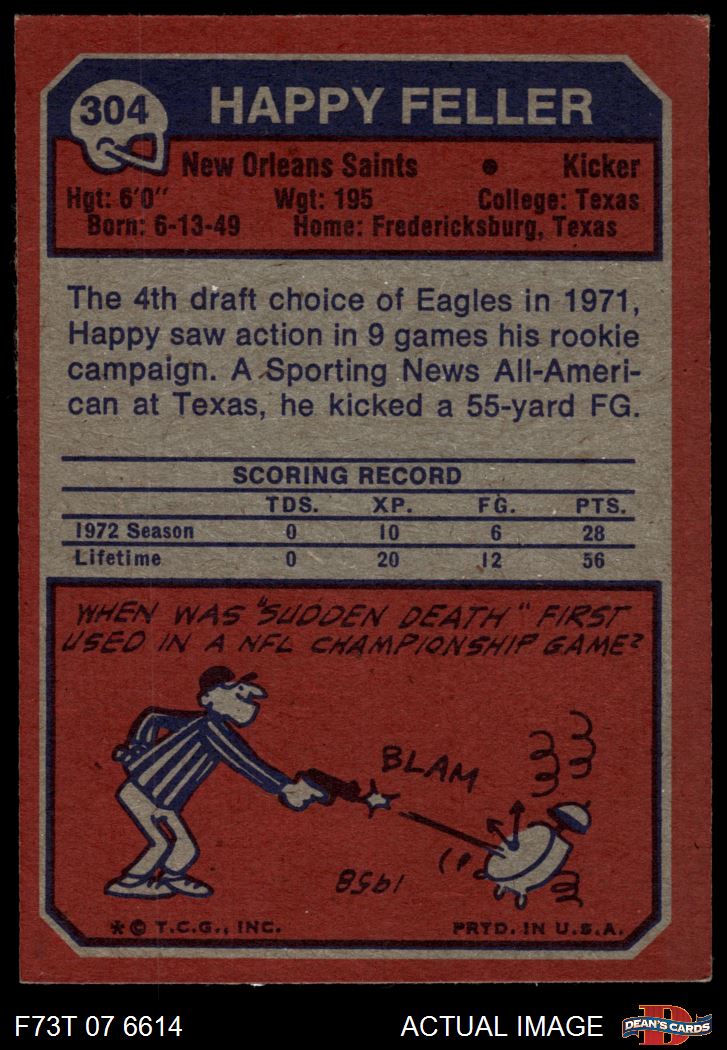 304
HAPPY FELLER
New Orleans Saints • Kicker
Hgt: 6'0" Wgt: 195 College: Texas
Born: 6-13-49 Home: Fredericksburg, Texas
The 4th draft choice of Eagles in 1971,
Happy saw action in 9 games his rookie
campaign. A Sporting News All-Ameri-
can at Texas, he kicked a 55-yard FG.
SCORING RECORD
TDS. XP. FG. PTS.
1972 Season 0 10 6 28
Lifetime 0 20 12 56
WHEN WAS "SUDDEN DEATH" FIRST
USED IN A NFL CHAMPIONSHIP GAME?
BLAM
1958
* © T.C.G., INC. PRTD. IN U.S.A.
F73T 07 6614 ACTUAL IMAGE
D
DEAN'S CARDS